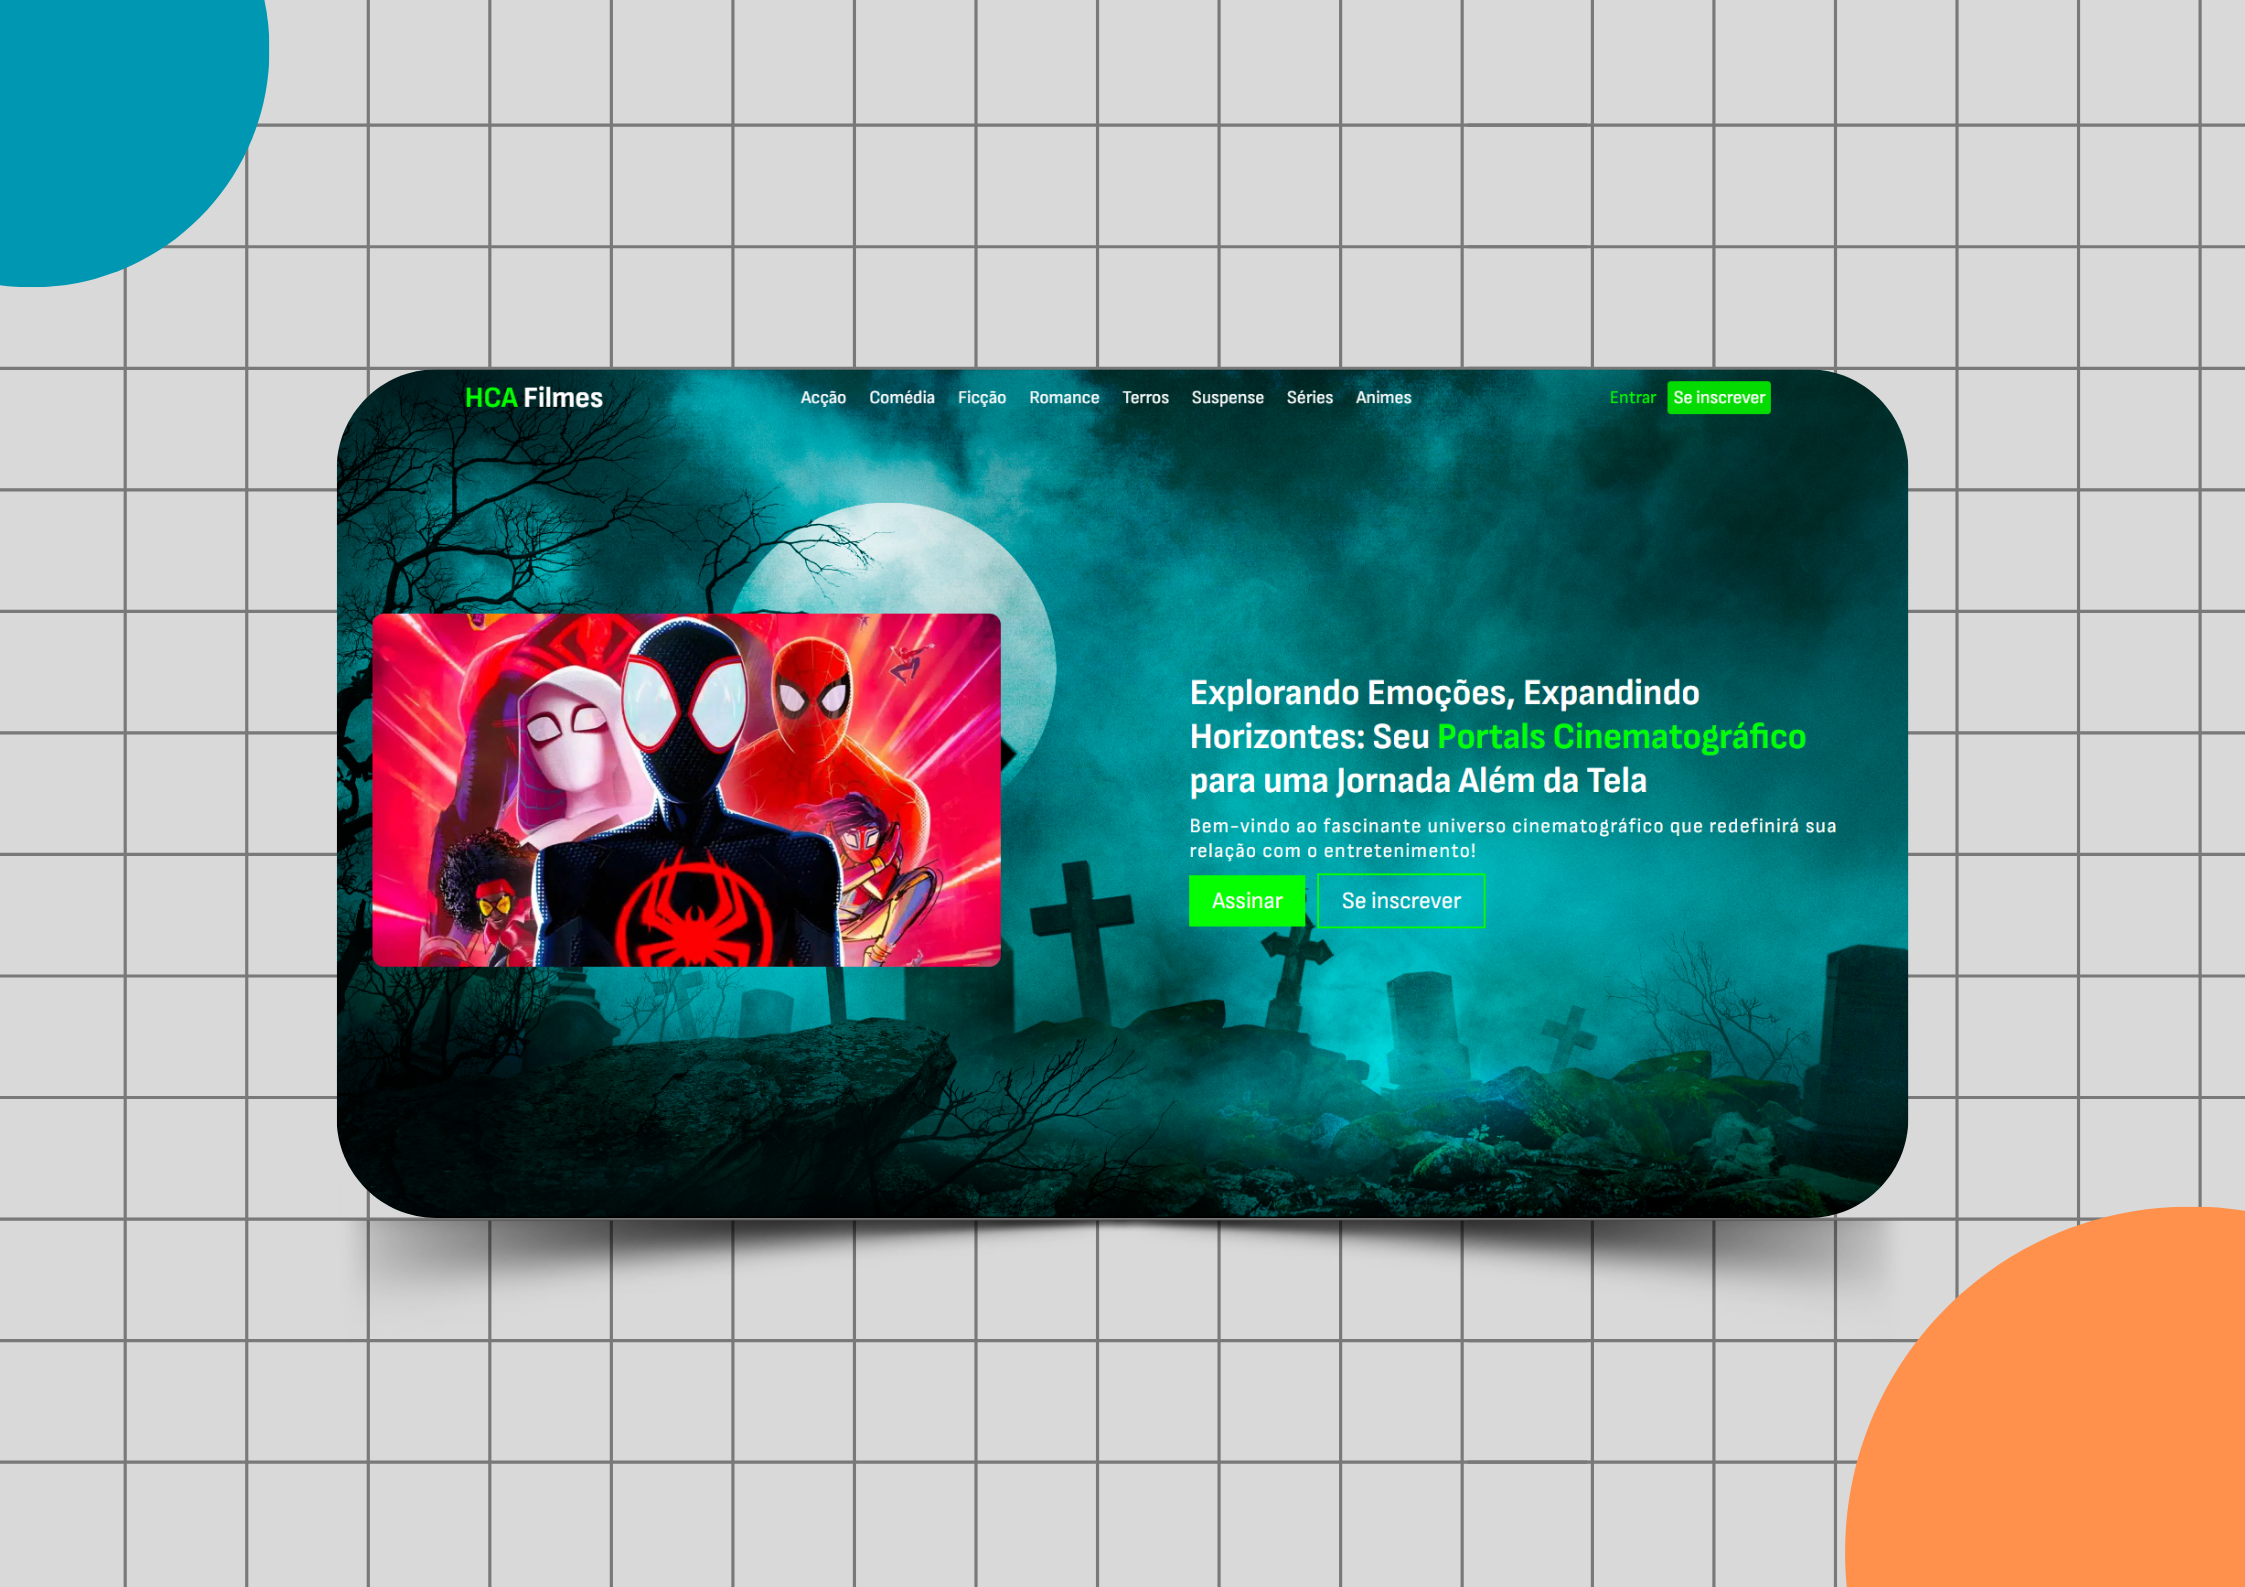 HCA Filmes
Acção Comédia Ficção Romance Terros Suspense Séries Animes
Entrar Se inscrever
Explorando Emoções, Expandindo
Horizontes: Seu Portals Cinematográfico
para uma Jornada Além da Tela
Bem-vindo ao fascinante universo cinematográfico que redefinirá sua
relação com o entretenimento!
Assinar Se inscrever